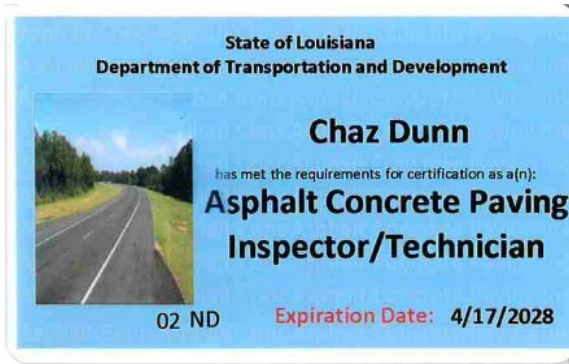 State of Louisiana
Department of Transportation and Development
Chaz Dunn
has met the requirements for certification as a(n):
Asphalt Concrete Paving
Inspector/Technician
02 ND
Expiration Date: 4/17/2028